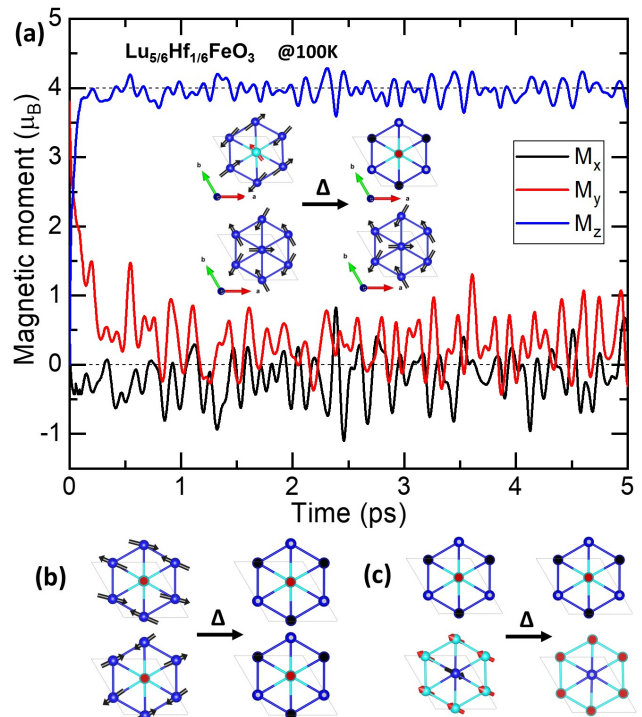 (a)
Lu5/6Hf1/6FeO3 @100K
5
4
3
2
1
0
-1
Magnetic moment (μB)
b
a
b
a
Δ
b
a
b
a
Mx
My
Mz
0 1 2 3 4 5
Time (ps)
(b)
Δ
(c)
Δ